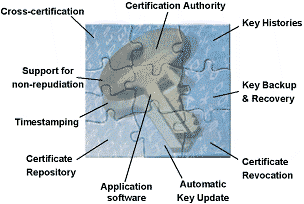 Cross-certification
Certification Authority
Key Histories
Support for
non-repudiation
Key Backup
& Recovery
Timestamping
Certificate
Repository
Application
software
Automatic
Key Update
Certificate
Revocation